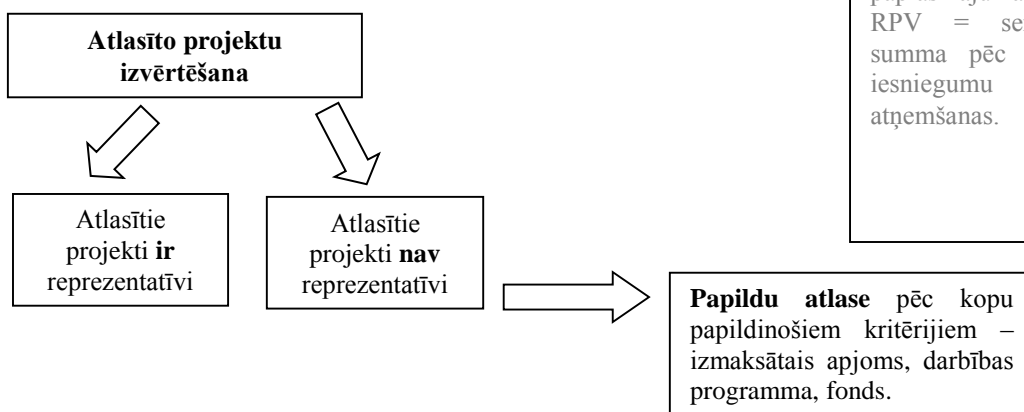 Atlasīto projektu
izvērtēšana
RPV =
summa pēc
iesniegumu
atņemšanas.
Atlasītie
projekti ir
reprezentatīvi
Atlasītie
projekti nav
reprezentatīvi
Papildu atlase pēc kopu
papildinošiem kritērijiem –
izmaksātais apjoms, darbības
programma, fonds.